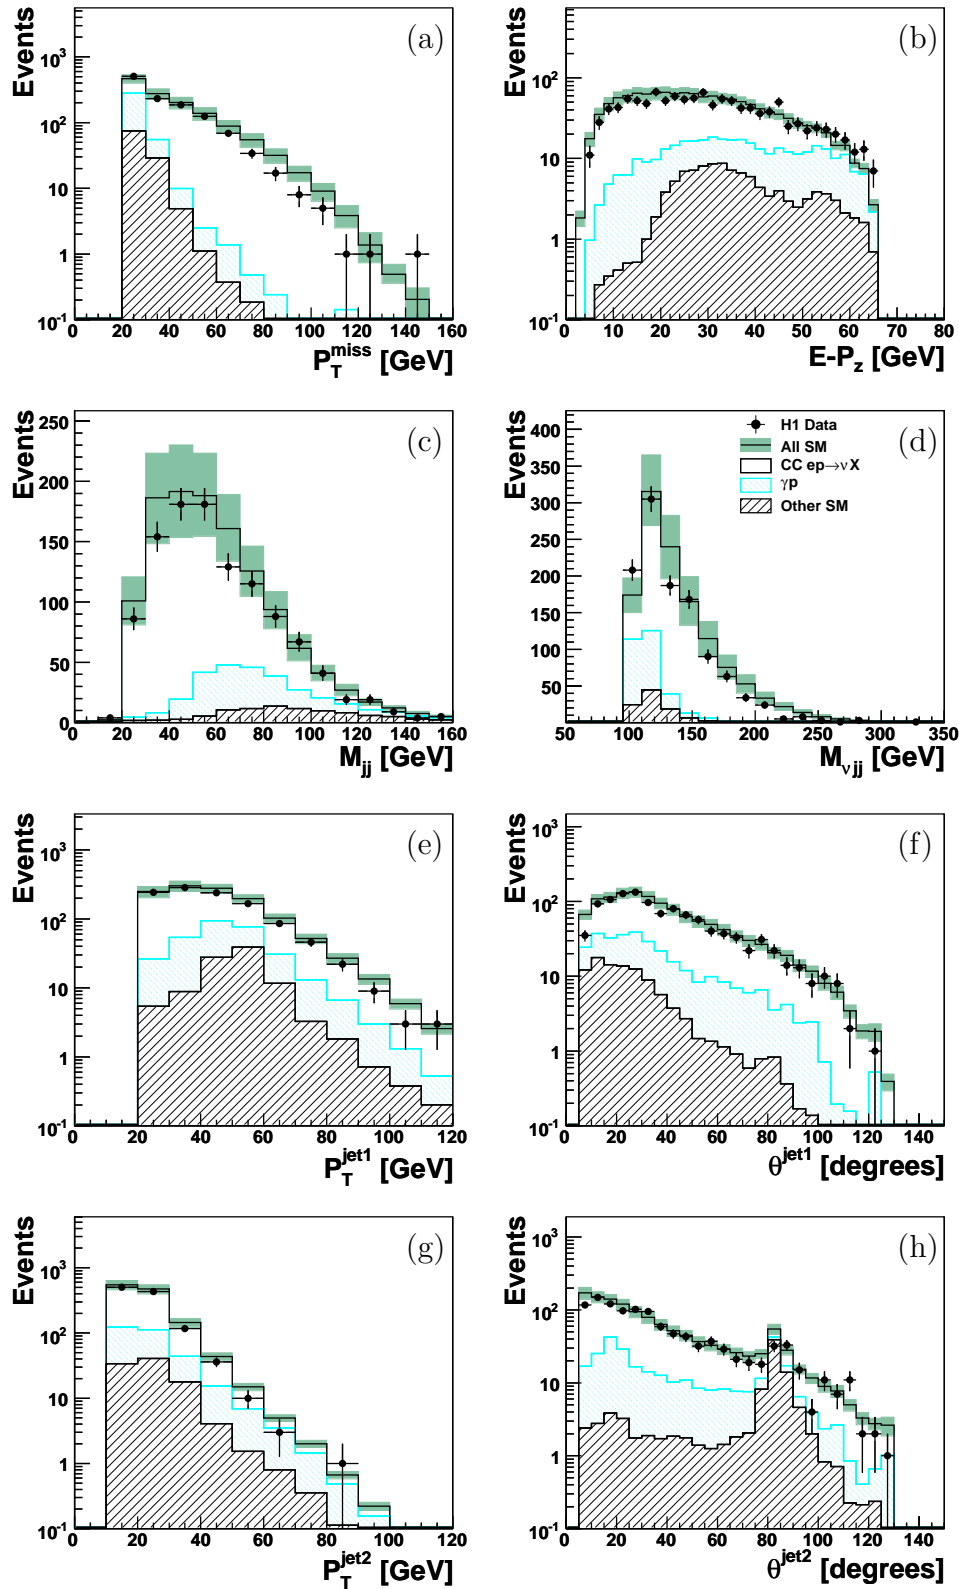 (a)
Events
10³
10²
10
1
10⁻¹
0 20 40 60 80 100 120 140 160
P_T^miss [GeV]
(b)
Events
10²
10
1
10⁻¹
0 10 20 30 40 50 60 70 80
E-P_z [GeV]
(c)
Events
250
200
150
100
50
0
0 20 40 60 80 100 120 140 160
M_jj [GeV]
(d)
Events
400
350
300
250
200
150
100
50
50 100 150 200 250 300 350
M_νjj [GeV]
H1 Data
All SM
CC ep→νX
γp
Other SM
(e)
Events
10³
10²
10
1
10⁻¹
0 20 40 60 80 100 120
P_T^jet1 [GeV]
(f)
Events
10³
10²
10
1
10⁻¹
0 20 40 60 80 100 120 140
θ^jet1 [degrees]
(g)
Events
10³
10²
10
1
10⁻¹
0 20 40 60 80 100 120
P_T^jet2 [GeV]
(h)
Events
10³
10²
10
1
10⁻¹
0 20 40 60 80 100 120 140
θ^jet2 [degrees]